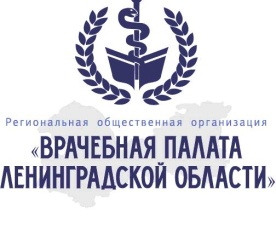 Региональная общественная организация
«ВРАЧЕБНАЯ ПАЛАТА
ЛЕНИНГРАДСКОЙ ОБЛАСТИ»